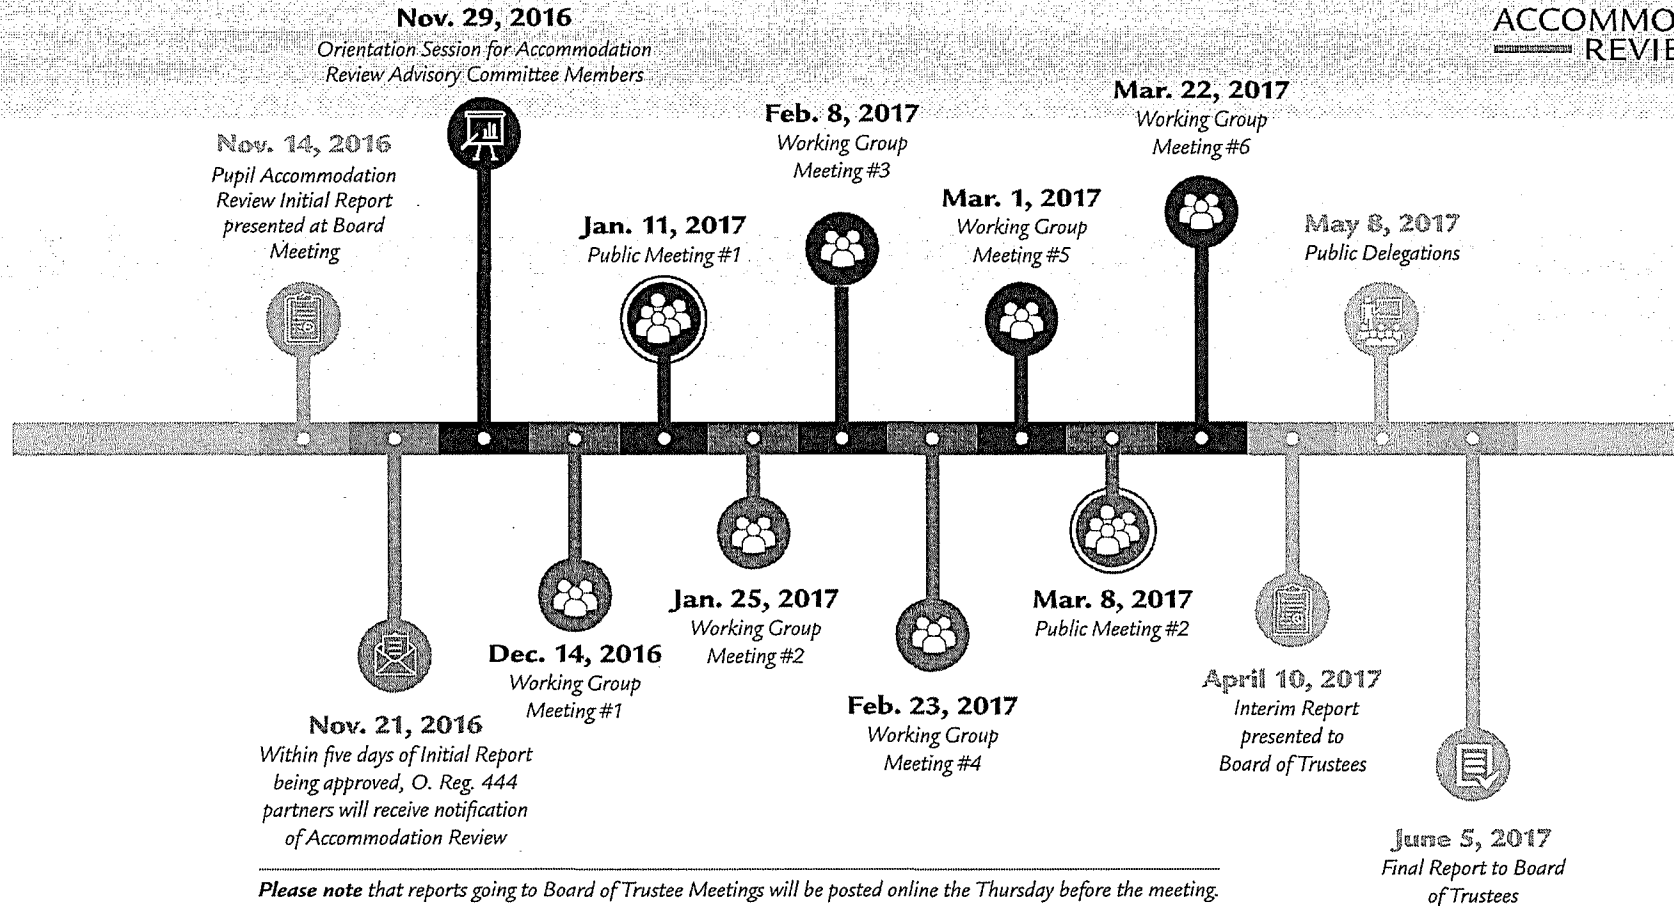 ACCOMMO
REVIE
Nov. 14, 2016
Pupil Accommodation
Review Initial Report
presented at Board
Meeting
Nov. 21, 2016
Within five days of Initial Report
being approved, O. Reg. 444
partners will receive notification
of Accommodation Review
Nov. 29, 2016
Orientation Session for Accommodation
Review Advisory Committee Members
Dec. 14, 2016
Working Group
Meeting #1
Jan. 11, 2017
Public Meeting #1
Jan. 25, 2017
Working Group
Meeting #2
Feb. 8, 2017
Working Group
Meeting #3
Feb. 23, 2017
Working Group
Meeting #4
Mar. 1, 2017
Working Group
Meeting #5
Mar. 8, 2017
Public Meeting #2
Mar. 22, 2017
Working Group
Meeting #6
April 10, 2017
Interim Report
presented to
Board of Trustees
May 8, 2017
Public Delegations
June 5, 2017
Final Report to Board
of Trustees
Please note that reports going to Board of Trustee Meetings will be posted online the Thursday before the meeting.